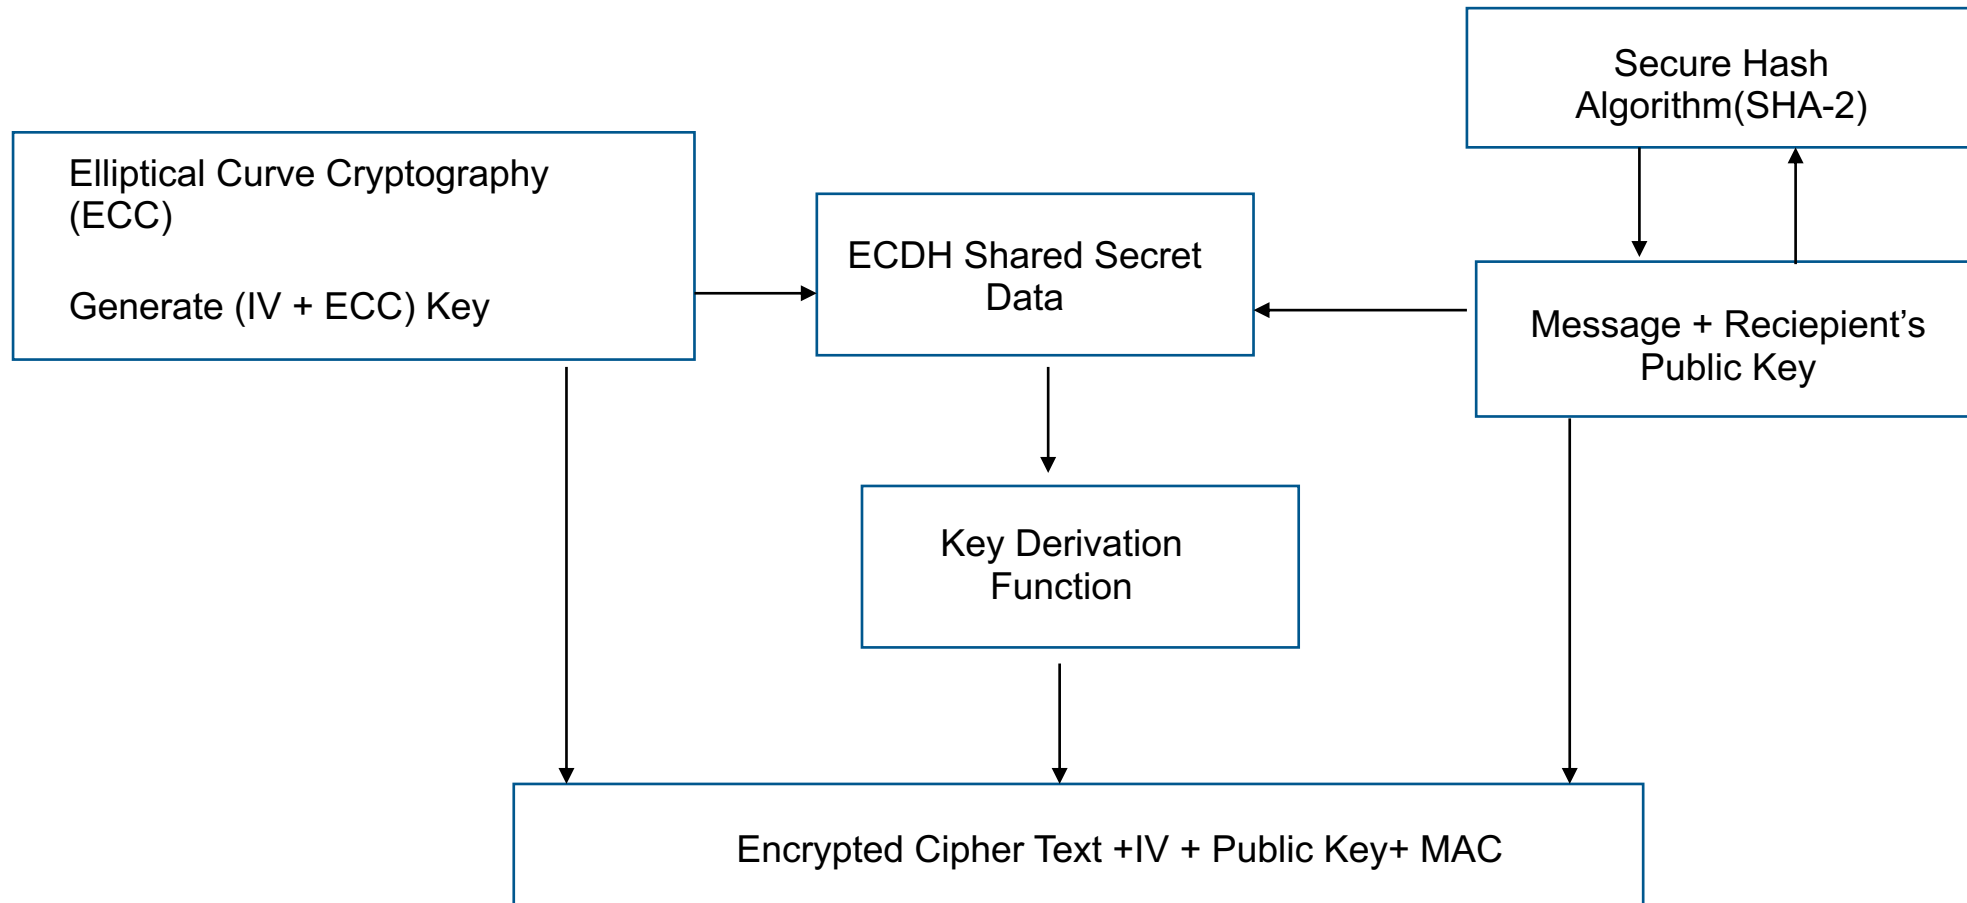 Secure Hash
Algorithm(SHA-2)
Elliptical Curve Cryptography
(ECC)
Generate (IV + ECC) Key
ECDH Shared Secret
Data
Message + Reciepient’s
Public Key
Key Derivation
Function
Encrypted Cipher Text +IV + Public Key+ MAC